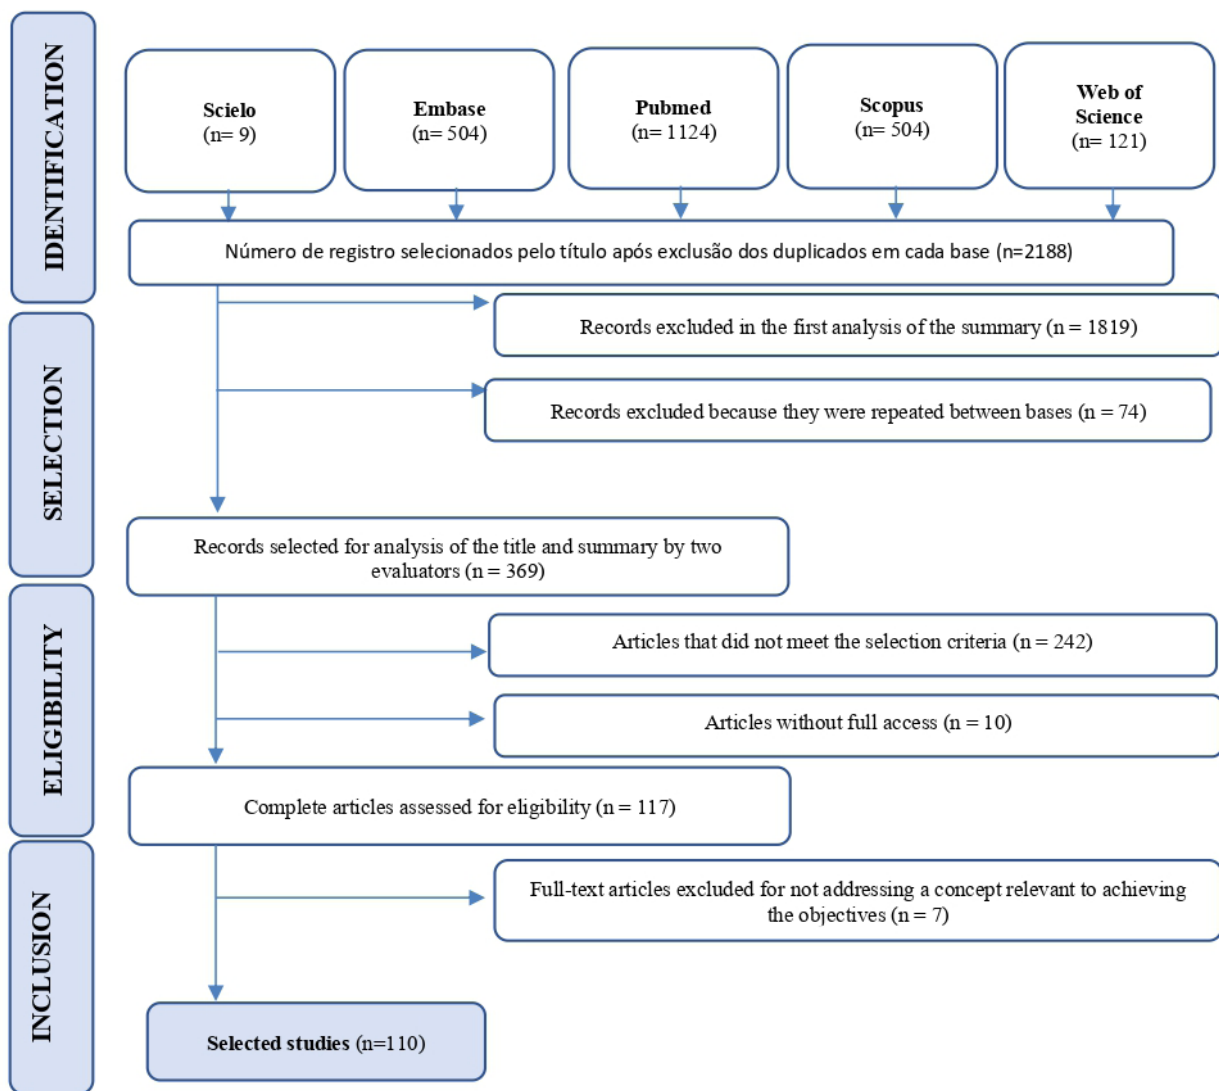 IDENTIFICATION
Scielo
(n= 9)
Embase
(n= 504)
Pubmed
(n= 1124)
Scopus
(n= 504)
Web of
Science
(n= 121)
Número de registro selecionados pelo título após exclusão dos duplicados em cada base (n=2188)
SELECTION
Records excluded in the first analysis of the summary (n = 1819)
Records excluded because they were repeated between bases (n = 74)
Records selected for analysis of the title and summary by two
evaluators (n = 369)
ELIGIBILITY
Articles that did not meet the selection criteria (n = 242)
Articles without full access (n = 10)
Complete articles assessed for eligibility (n = 117)
INCLUSION
Full-text articles excluded for not addressing a concept relevant to achieving
the objectives (n = 7)
Selected studies (n=110)